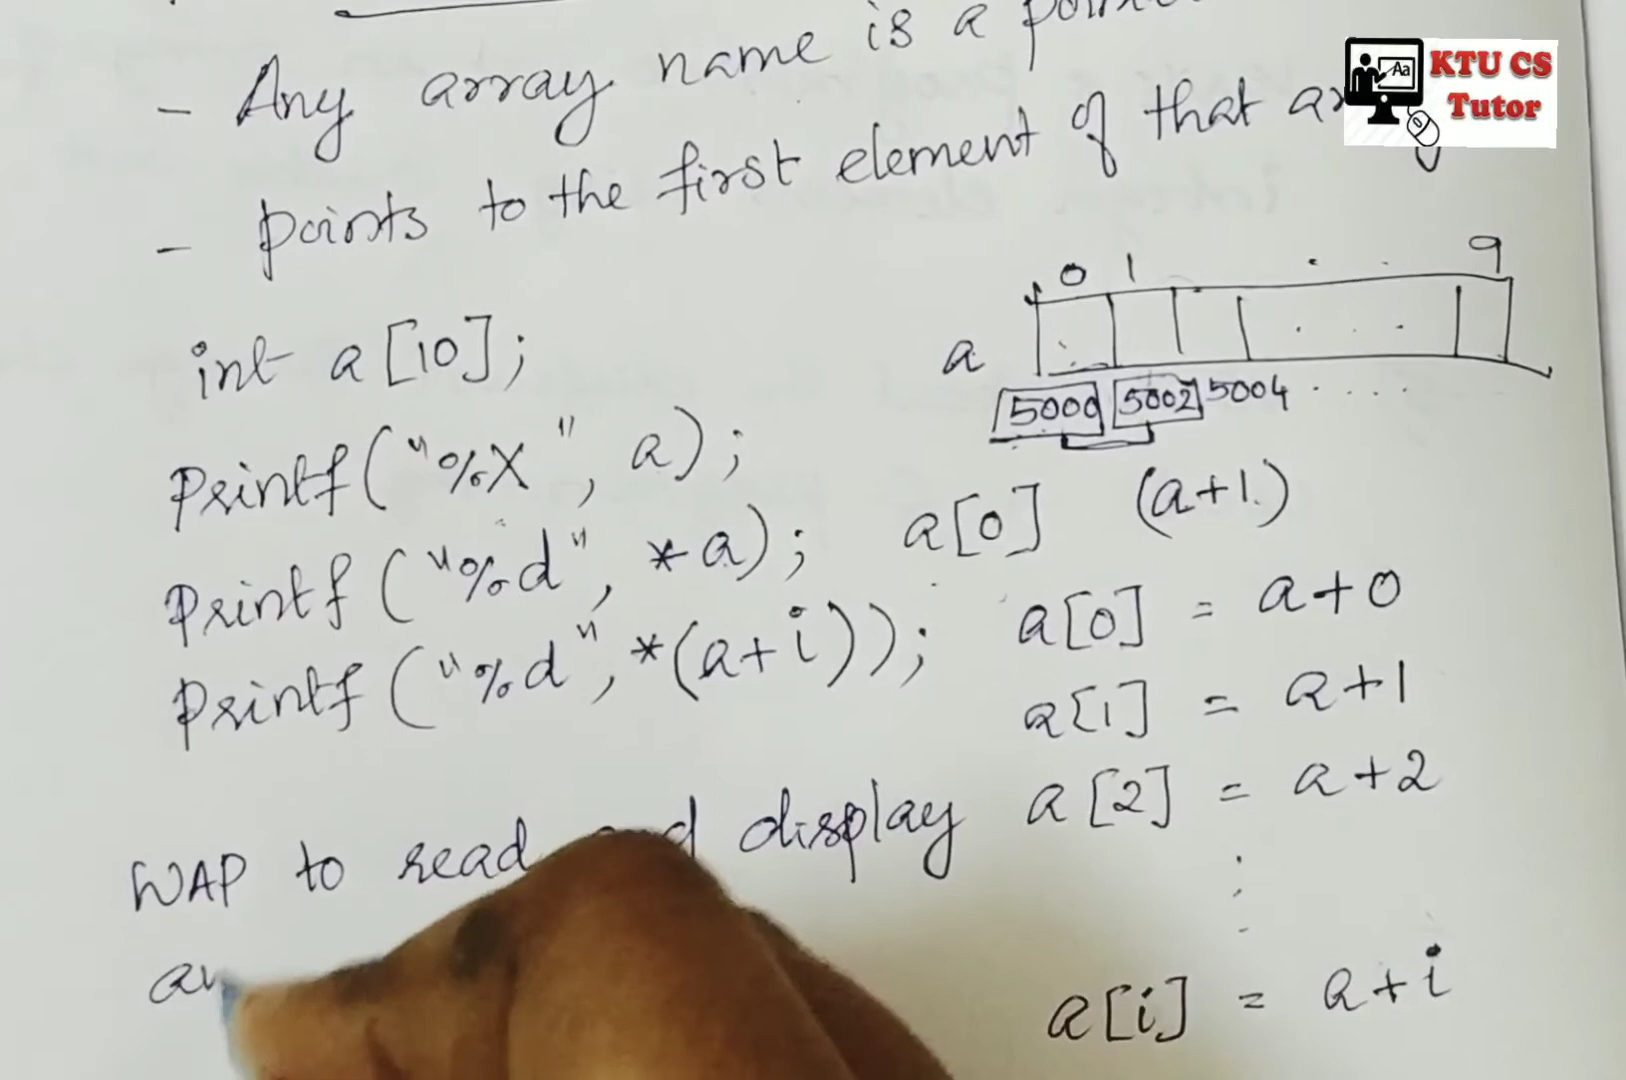 - Any array name is a
- points to the first element of that
KTU CS
Tutor
Aa
int a[10];
0 1 . . 9
a
5000 5002 5004 . . . .
printf("%X", a);
printf("%d", *a); a[0] (a+1)
printf("%d", *(a+i)); a[0] = a+0
a[1] = a+1
WAP to read display a[2] = a+2
a[i] = a+i